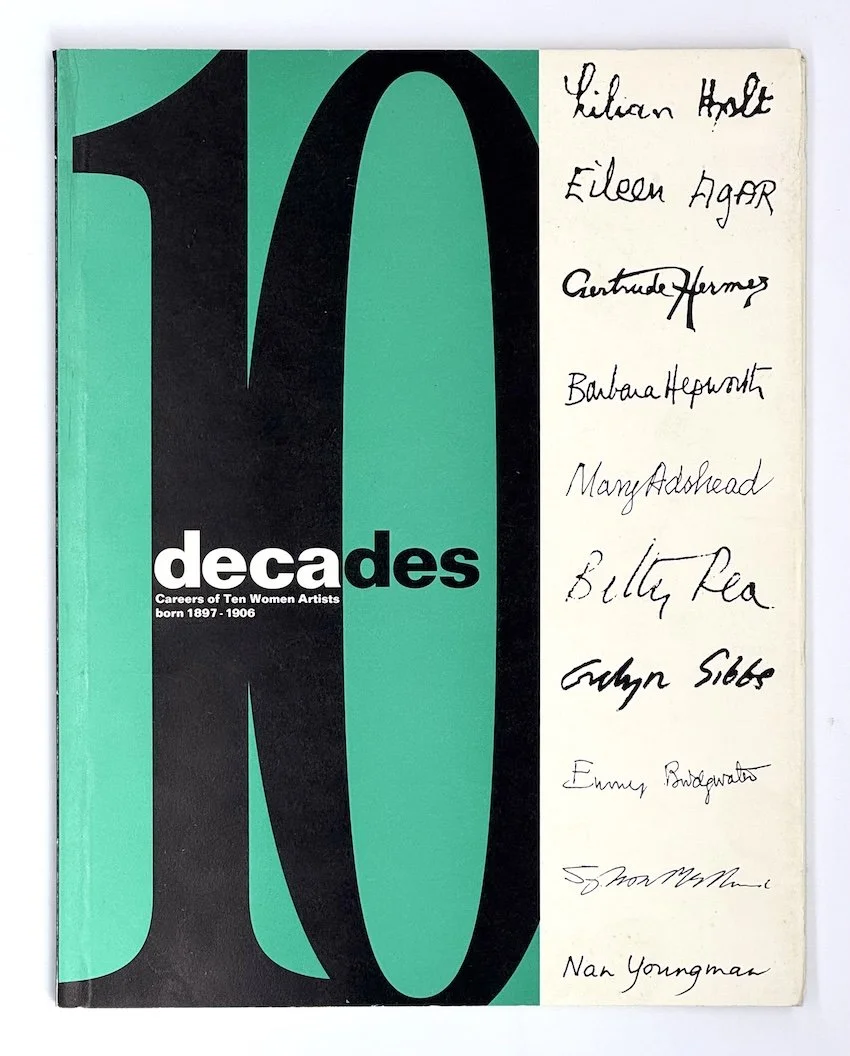 10
decades
Careers of Ten Women Artists
born 1897 - 1906
Lilian Holt
Eileen AgAR
Gertrude Hermes
Barbara Hepworth
Mary Adshead
Betty Rea
Evelyn Gibbs
Emmy Bridgwater
Nan Youngman